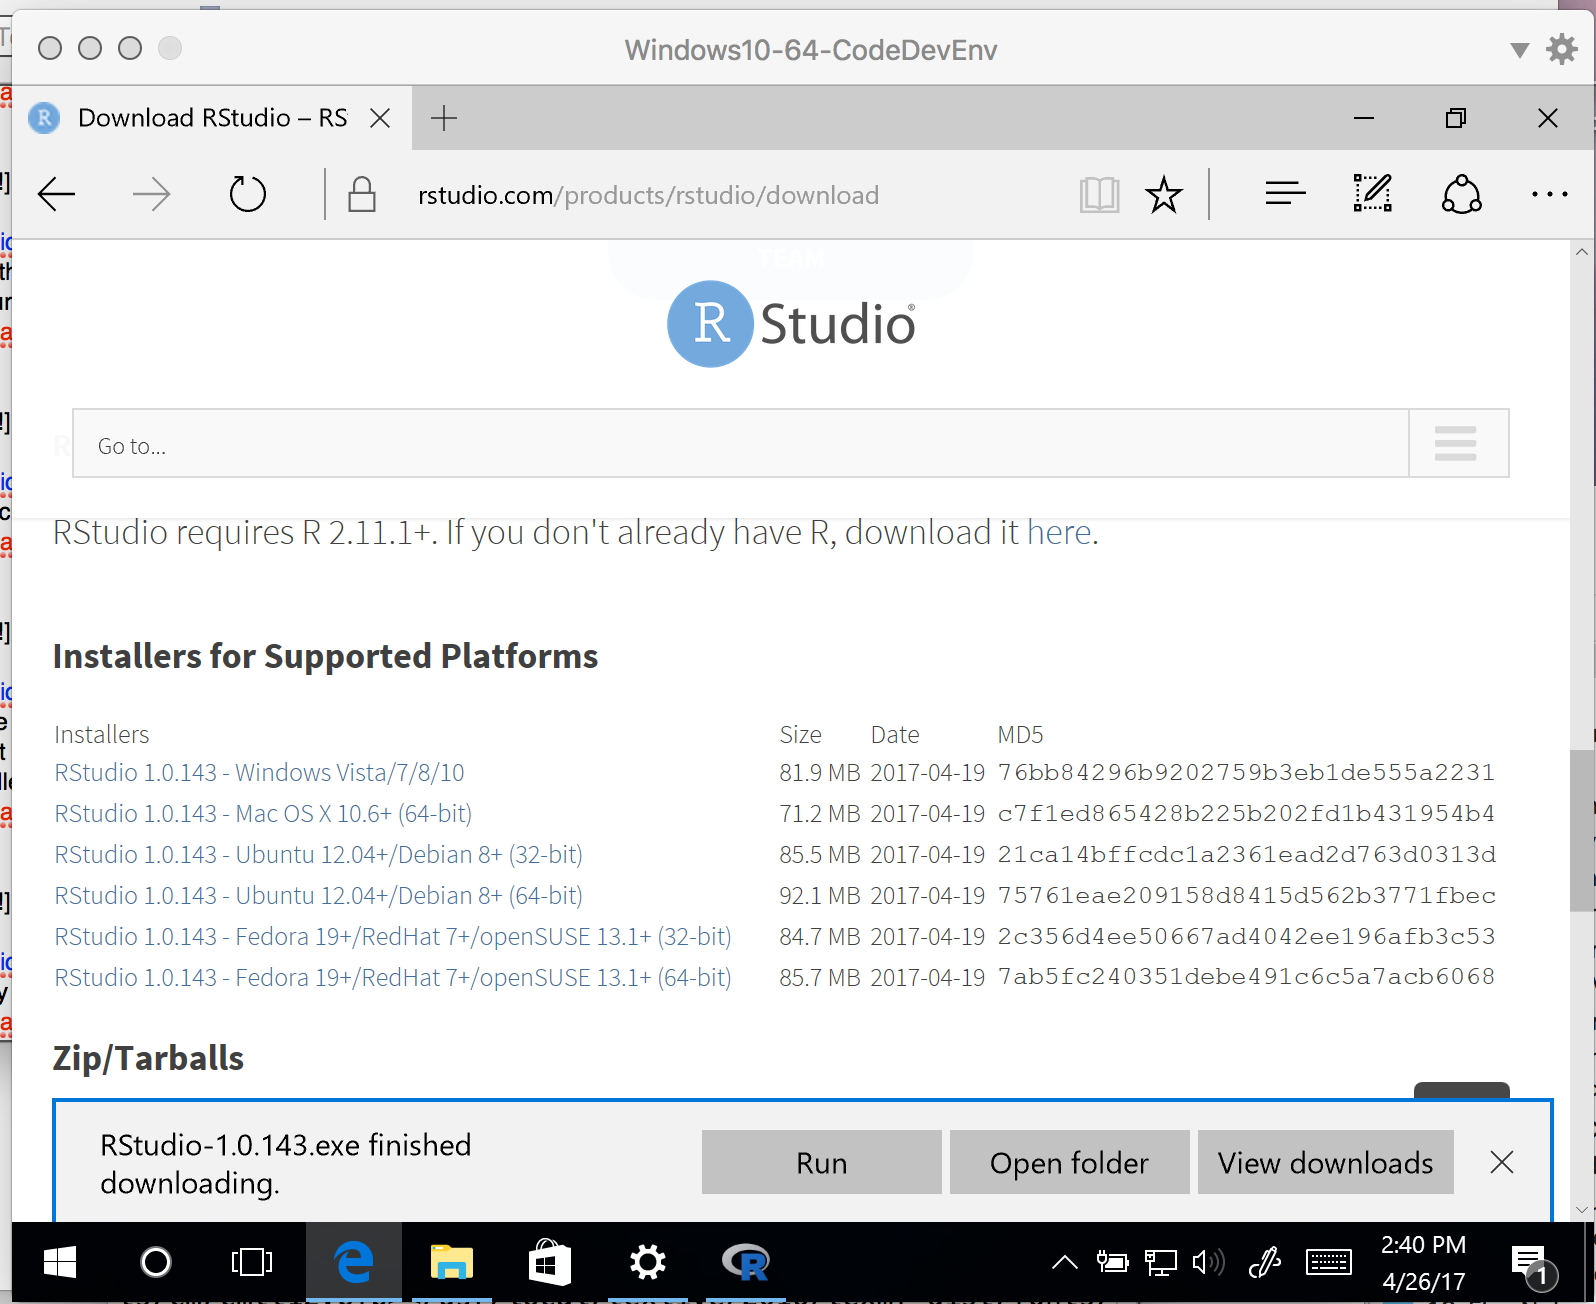 Windows10-64-CodeDevEnv
Download RStudio – RS
rstudio.com/products/rstudio/download
TEAM
R Studio®
Go to...
RStudio requires R 2.11.1+. If you don't already have R, download it here.
Installers for Supported Platforms
Installers Size Date MD5
RStudio 1.0.143 - Windows Vista/7/8/10 81.9 MB 2017-04-19 76bb84296b9202759b3eb1de555a2231
RStudio 1.0.143 - Mac OS X 10.6+ (64-bit) 71.2 MB 2017-04-19 c7f1ed865428b225b202fd1b431954b4
RStudio 1.0.143 - Ubuntu 12.04+/Debian 8+ (32-bit) 85.5 MB 2017-04-19 21ca14bffcdc1a2361ead2d763d0313d
RStudio 1.0.143 - Ubuntu 12.04+/Debian 8+ (64-bit) 92.1 MB 2017-04-19 75761eae209158d8415d562b3771fbec
RStudio 1.0.143 - Fedora 19+/RedHat 7+/openSUSE 13.1+ (32-bit) 84.7 MB 2017-04-19 2c356d4ee50667ad4042ee196afb3c53
RStudio 1.0.143 - Fedora 19+/RedHat 7+/openSUSE 13.1+ (64-bit) 85.7 MB 2017-04-19 7ab5fc240351debe491c6c5a7acb6068
Zip/Tarballs
RStudio-1.0.143.exe finished
downloading.
Run
Open folder
View downloads
2:40 PM
4/26/17
1